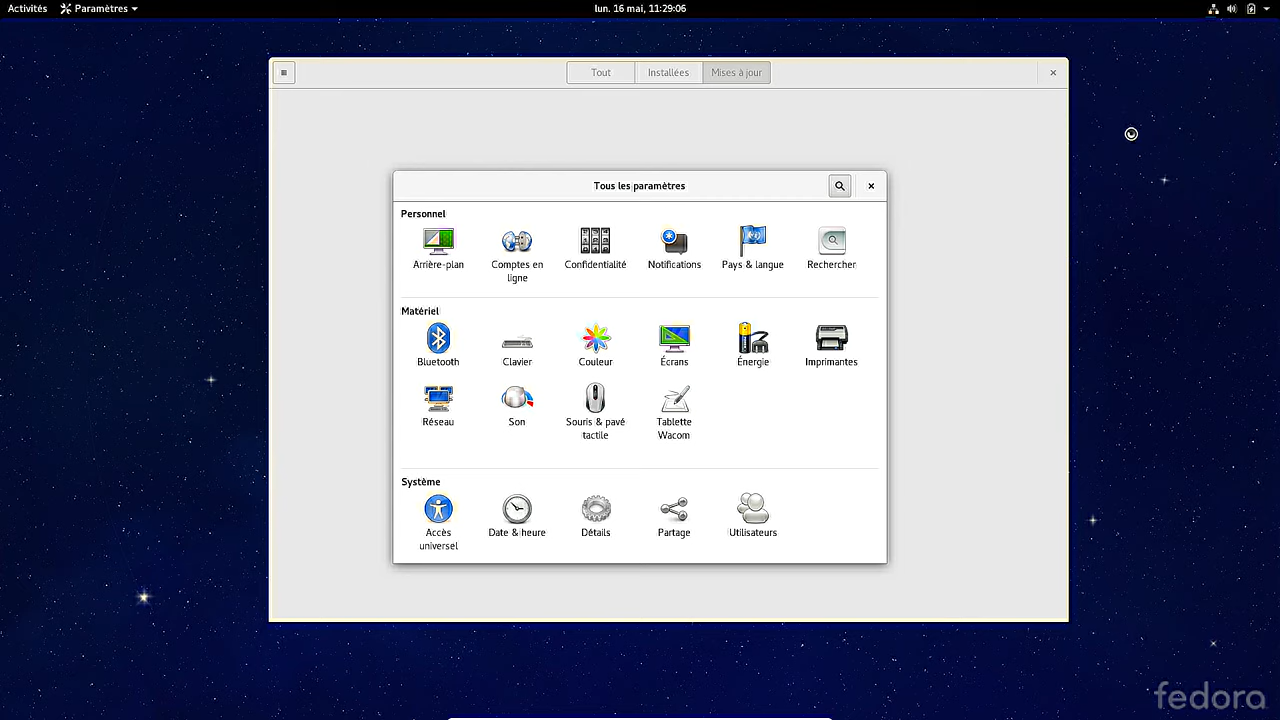 Activités Paramètres lun. 16 mai, 11:29:06
Tout Installées Mises à jour
Tous les paramètres
Personnel
Arrière-plan Comptes en ligne Confidentialité Notifications Pays & langue Rechercher
Matériel
Bluetooth Clavier Couleur Écrans Énergie Imprimantes
Réseau Son Souris & pavé tactile Tablette Wacom
Système
Accès universel Date & heure Détails Partage Utilisateurs
fedora